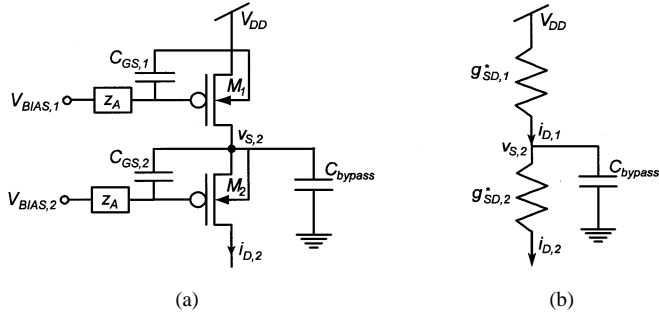 V_DD
C_GS,1
M_1
V_BIAS,1
z_A
v_S,2
C_GS,2
M_2
C_bypass
V_BIAS,2
z_A
i_D,2
(a)
V_DD
g*_SD,1
i_D,1
v_S,2
C_bypass
g*_SD,2
i_D,2
(b)